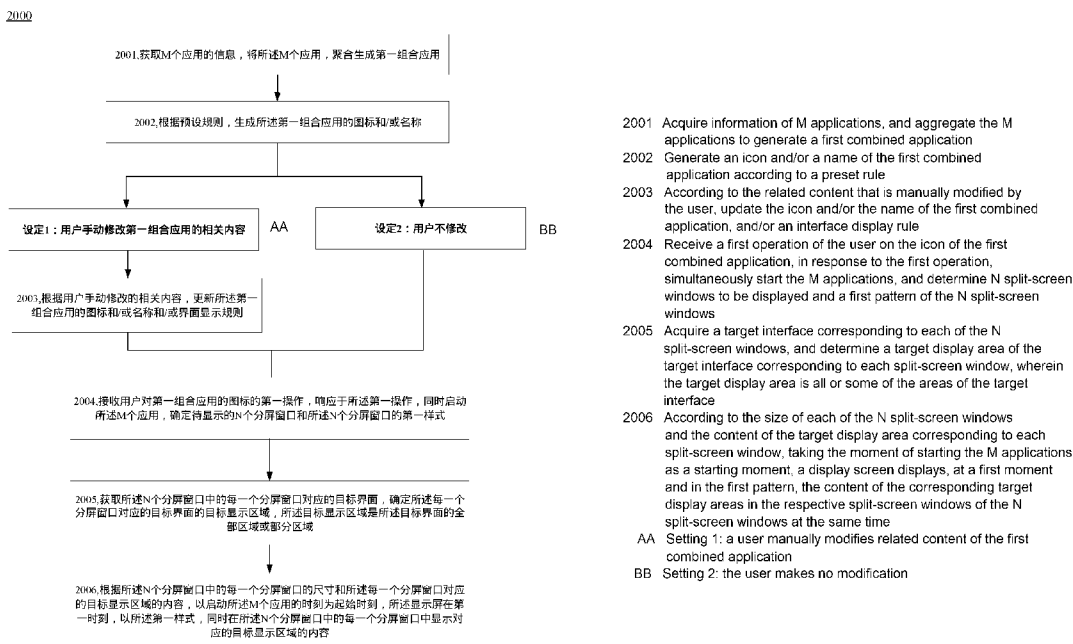 2000
2001,获取M个应用的信息，将所述M个应用，聚合生成第一组合应用
2002,根据预设规则，生成所述第一组合应用的图标和/或名称
设定1：用户手动修改第一组合应用的相关内容
AA
设定2：用户不修改
BB
2003,根据用户手动修改的相关内容，更新所述第一
组合应用的图标和/或名称和/或界面显示规则
2004,接收用户对第一组合应用的图标的第一操作，响应于所述第一操作，同时启动
所述M个应用，确定待显示的N个分屏窗口和所述N个分屏窗口的第一样式
2005,获取所述N个分屏窗口中的每一个分屏窗口对应的目标界面，确定所述每一个
分屏窗口对应的目标界面的目标显示区域，所述目标显示区域是所述目标界面的全
部区域或部分区域
2006,根据所述N个分屏窗口中的每一个分屏窗口的尺寸和所述每一个分屏窗口对应
的目标显示区域的内容，以启动所述M个应用的时刻为起始时刻，所述显示屏在第
一时刻，以所述第一样式，同时在所述N个分屏窗口中的每一个分屏窗口中显示对
应的目标显示区域的内容
2001 Acquire information of M applications, and aggregate the M
applications to generate a first combined application
2002 Generate an icon and/or a name of the first combined
application according to a preset rule
2003 According to the related content that is manually modified by
the user, update the icon and/or the name of the first combined
application, and/or an interface display rule
2004 Receive a first operation of the user on the icon of the first
combined application, in response to the first operation,
simultaneously start the M applications, and determine N split-screen
windows to be displayed and a first pattern of the N split-screen
windows
2005 Acquire a target interface corresponding to each of the N
split-screen windows, and determine a target display area of the
target interface corresponding to each split-screen window, wherein
the target display area is all or some of the areas of the target
interface
2006 According to the size of each of the N split-screen windows
and the content of the target display area corresponding to each
split-screen window, taking the moment of starting the M applications
as a starting moment, a display screen displays, at a first moment
and in the first pattern, the content of the corresponding target
display areas in the respective split-screen windows of the N
split-screen windows at the same time
AA Setting 1: a user manually modifies related content of the first
combined application
BB Setting 2: the user makes no modification